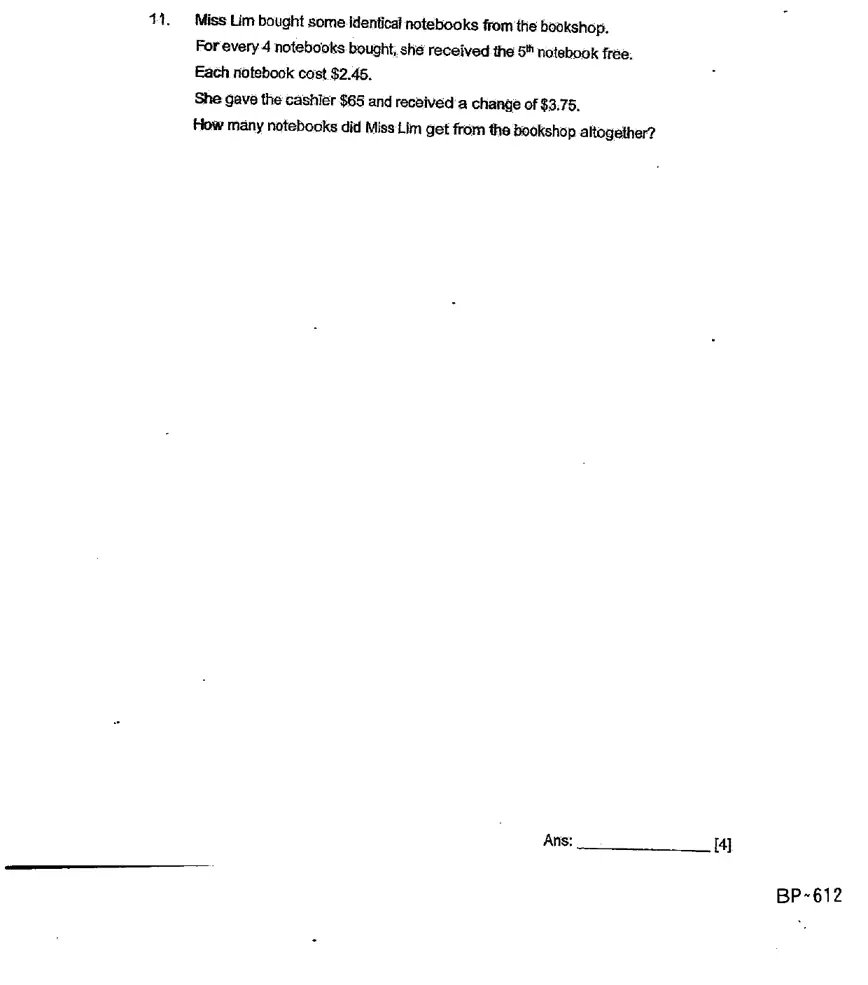 11. Miss Lim bought some identical notebooks from the bookshop.
For every 4 notebooks bought, she received the 5th notebook free.
Each notebook cost $2.45.
She gave the cashier $65 and received a change of $3.75.
How many notebooks did Miss Lim get from the bookshop altogether?
Ans: ____________ [4]
BP~612